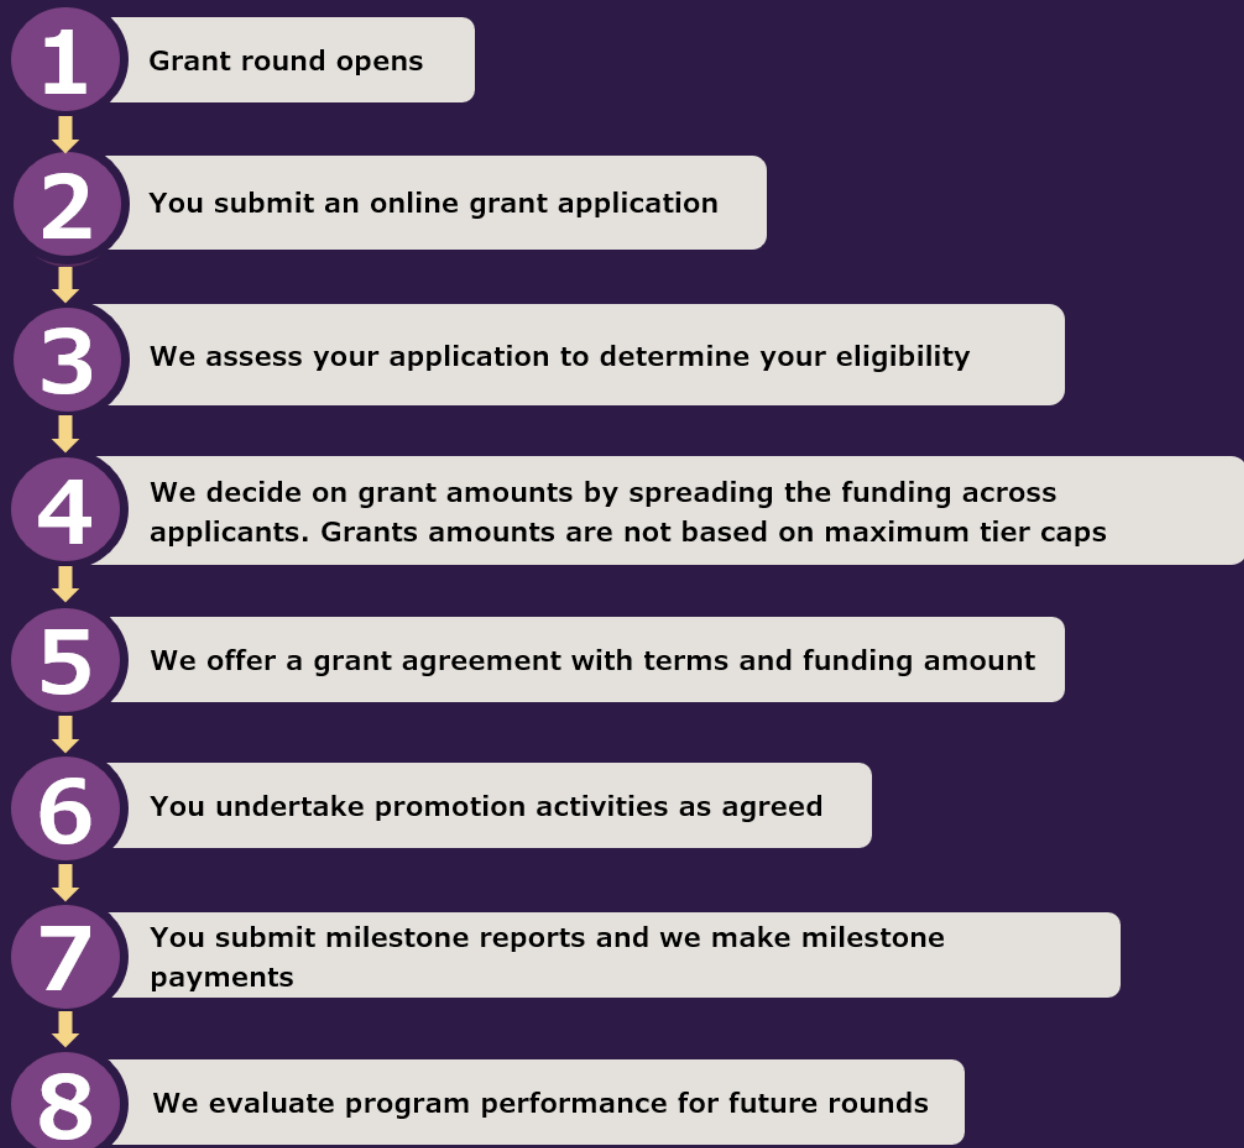 1
Grant round opens
2
You submit an online grant application
3
We assess your application to determine your eligibility
4
We decide on grant amounts by spreading the funding across
applicants. Grants amounts are not based on maximum tier caps
5
We offer a grant agreement with terms and funding amount
6
You undertake promotion activities as agreed
7
You submit milestone reports and we make milestone
payments
8
We evaluate program performance for future rounds